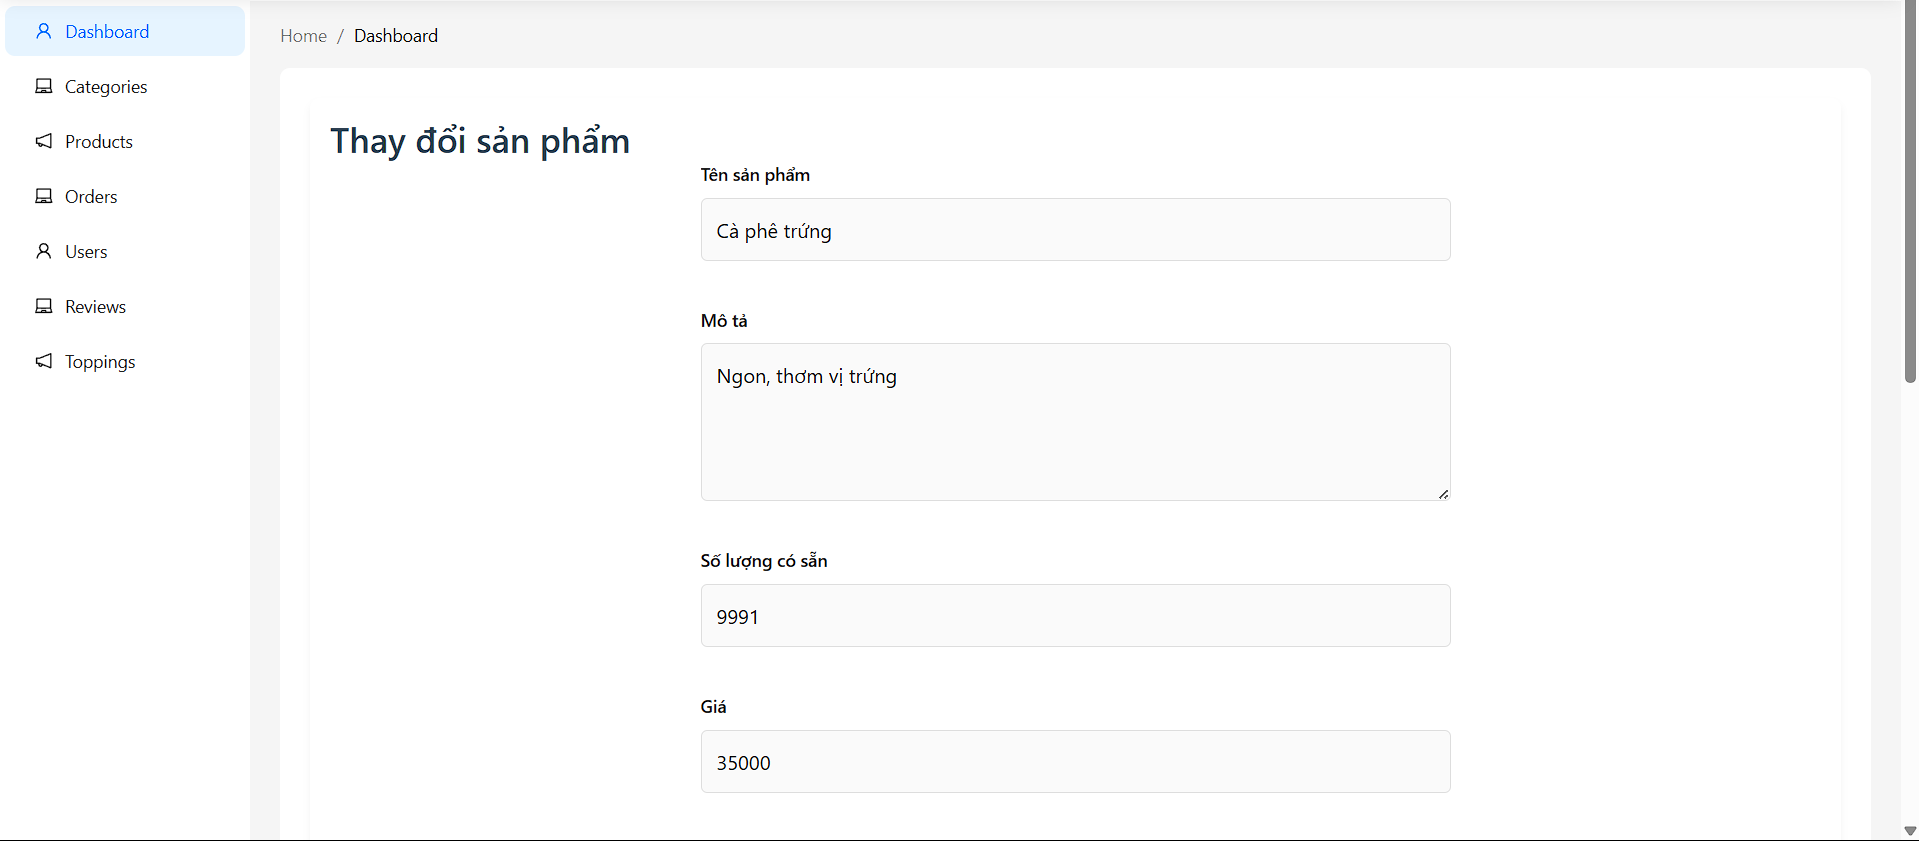 Dashboard
Categories
Products
Orders
Users
Reviews
Toppings
Home / Dashboard
Thay đổi sản phẩm
Tên sản phẩm
Cà phê trứng
Mô tả
Ngon, thơm vị trứng
Số lượng có sẵn
9991
Giá
35000